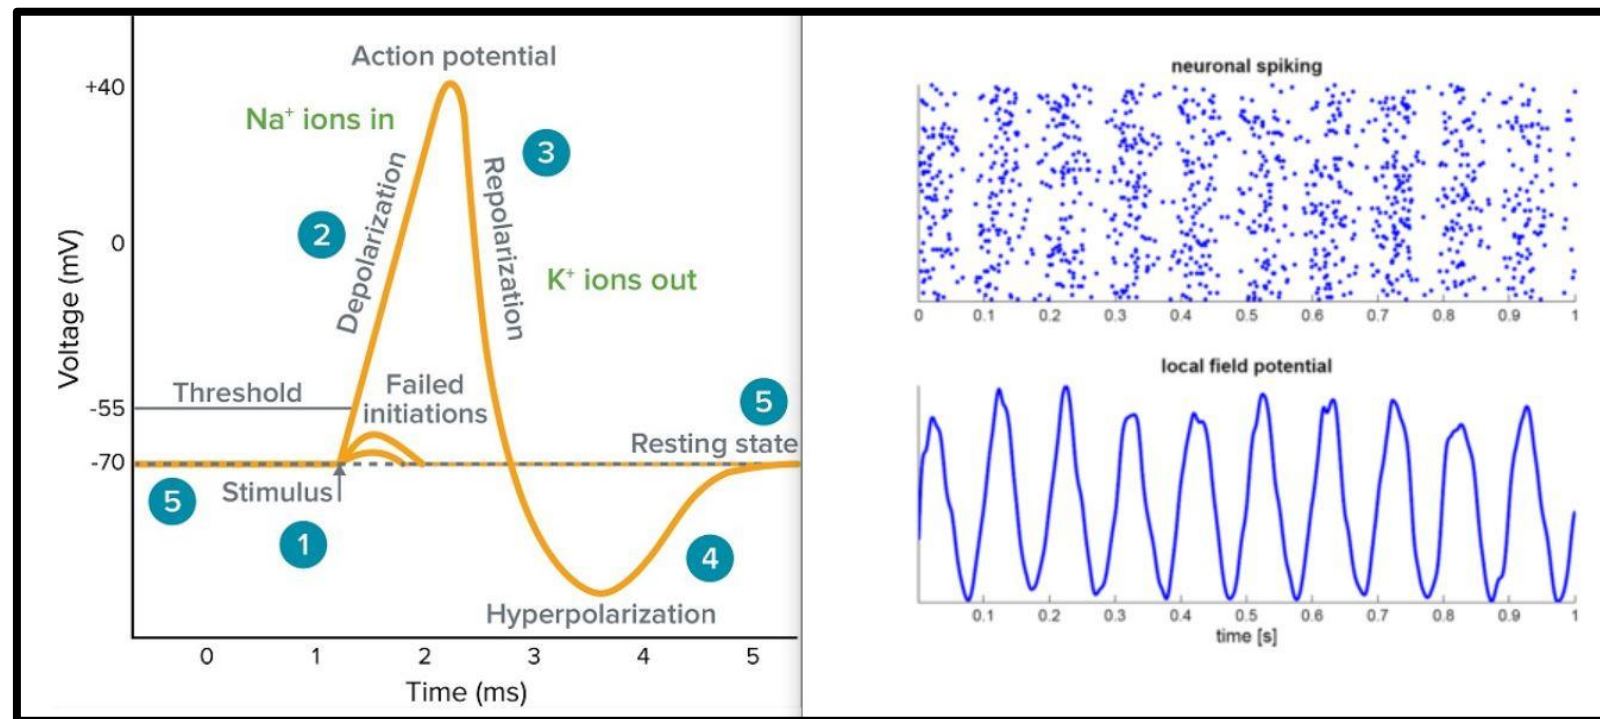 Action potential
+40
Na⁺ ions in
3
Depolarization
Repolarization
2
0
K⁺ ions out
Voltage (mV)
Threshold
Failed
initiations
-55
5
Resting state
-70
5
Stimulus
1
4
Hyperpolarization
0 1 2 3 4 5
Time (ms)
neuronal spiking
0 0.1 0.2 0.3 0.4 0.5 0.6 0.7 0.8 0.9 1
local field potential
0.1 0.2 0.3 0.4 0.5 0.6 0.7 0.8 0.9 1
time [s]